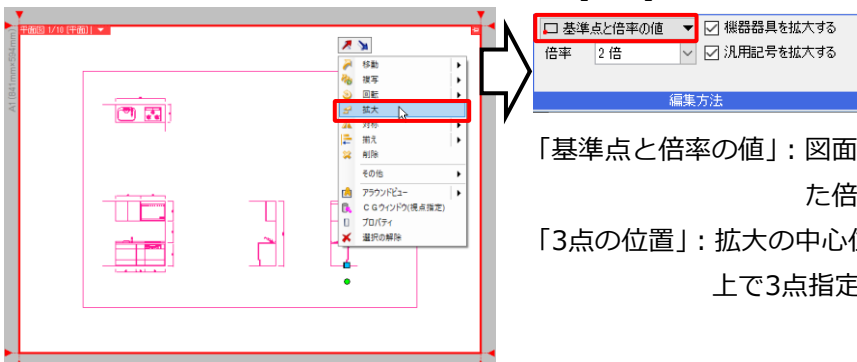 平面図 1/10 [平面]
A1 (841mm×594mm)
移動
複写
回転
拡大
対称
揃え
削除
その他
アラウンドビュー
CGウィンドウ(視点指定)
プロパティ
選択の解除
基準点と倍率の値
機器器具を拡大する
倍率
2 倍
汎用記号を拡大する
編集方法
「基準点と倍率の値」：図面
た倍
「3点の位置」：拡大の中心
上で3点指定